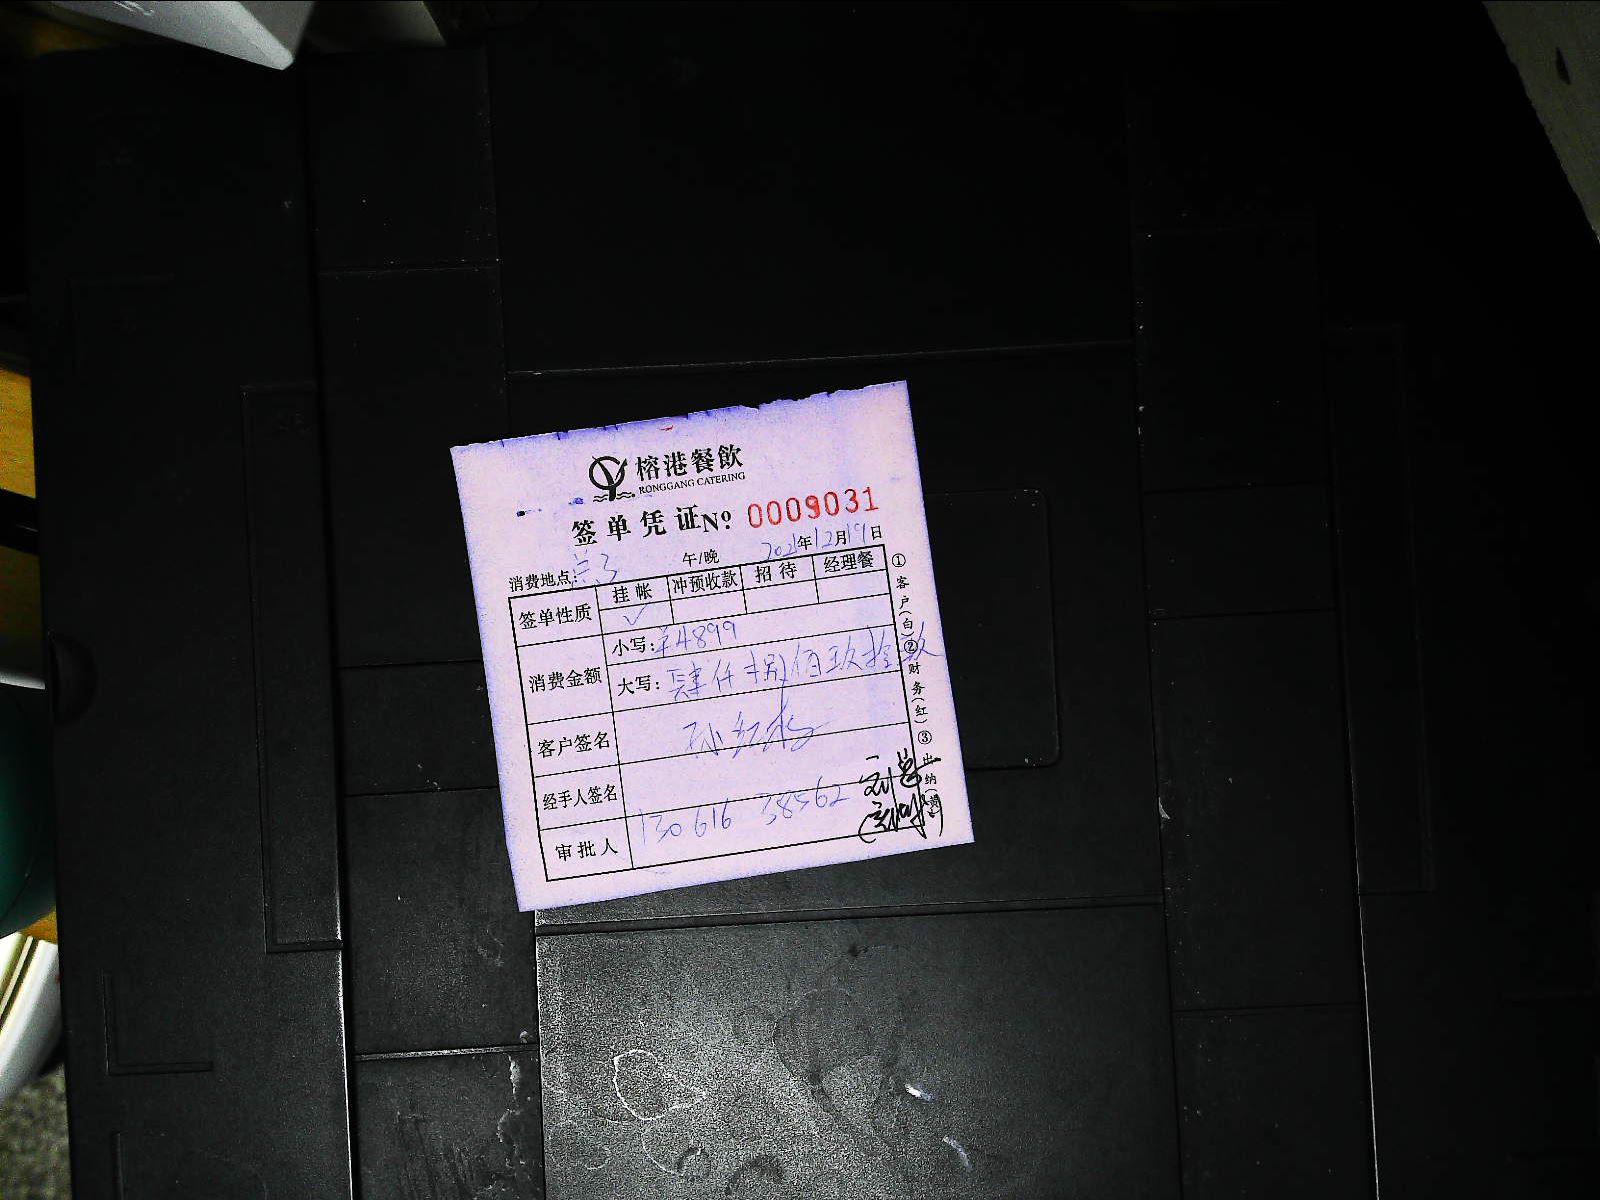 榕港餐飲
RONGGANG CATERING
签单凭证 No 0009031
消费地点: 午/晚 2021年12月19日
签单性质 挂帐 冲预收款 招待 经理餐
✓
消费金额 小写: ¥4899
大写: 肆仟捌佰玖拾玖
客户签名
经手人签名
审批人 130 616 38562
①客户(白)②财务(红)③出纳(黄)